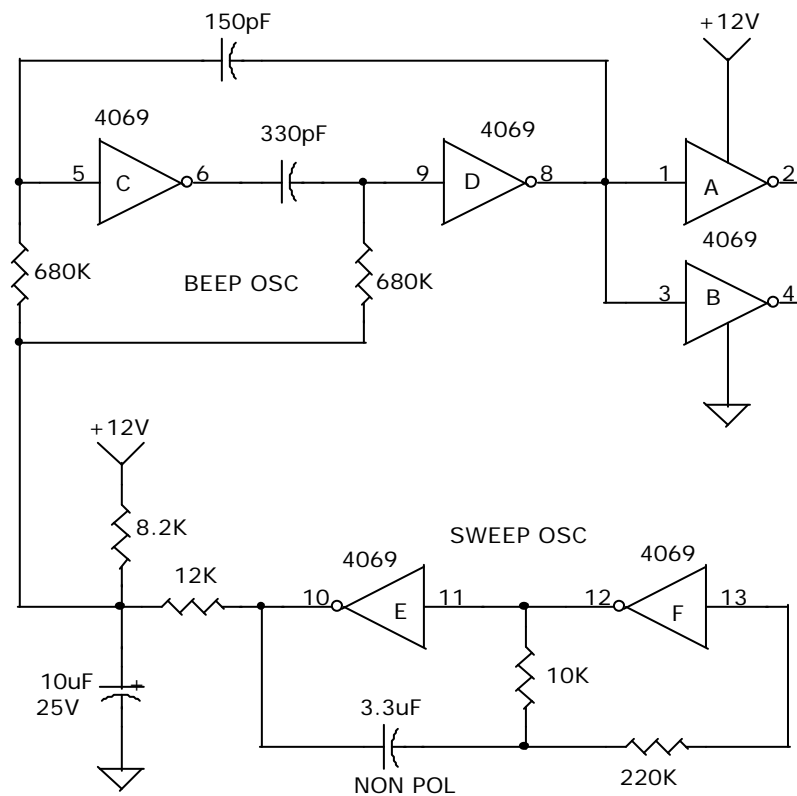 150pF
+12V
4069
330pF
4069
5
C
6
9
D
8
1
A
2
4069
680K
BEEP OSC
680K
3
B
4
+12V
8.2K
SWEEP OSC
12K
4069
4069
10
E
11
12
F
13
10uF
+
25V
3.3uF
10K
NON POL
220K